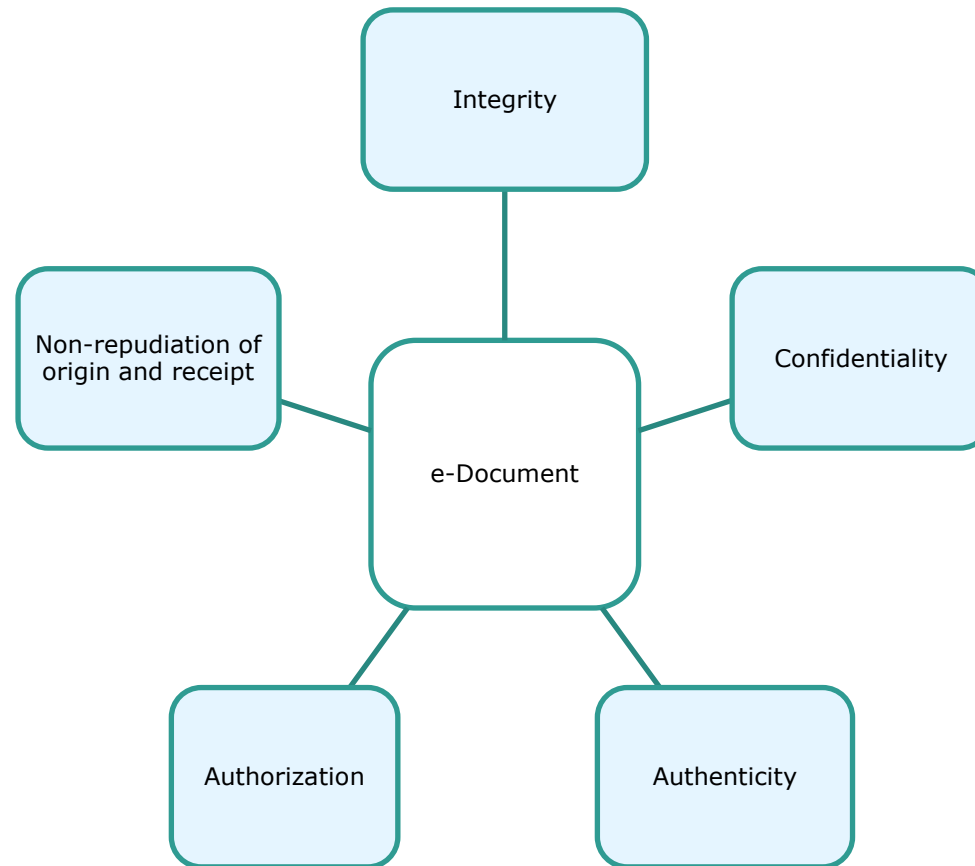 Integrity
Non-repudiation of
origin and receipt
Confidentiality
e-Document
Authorization
Authenticity